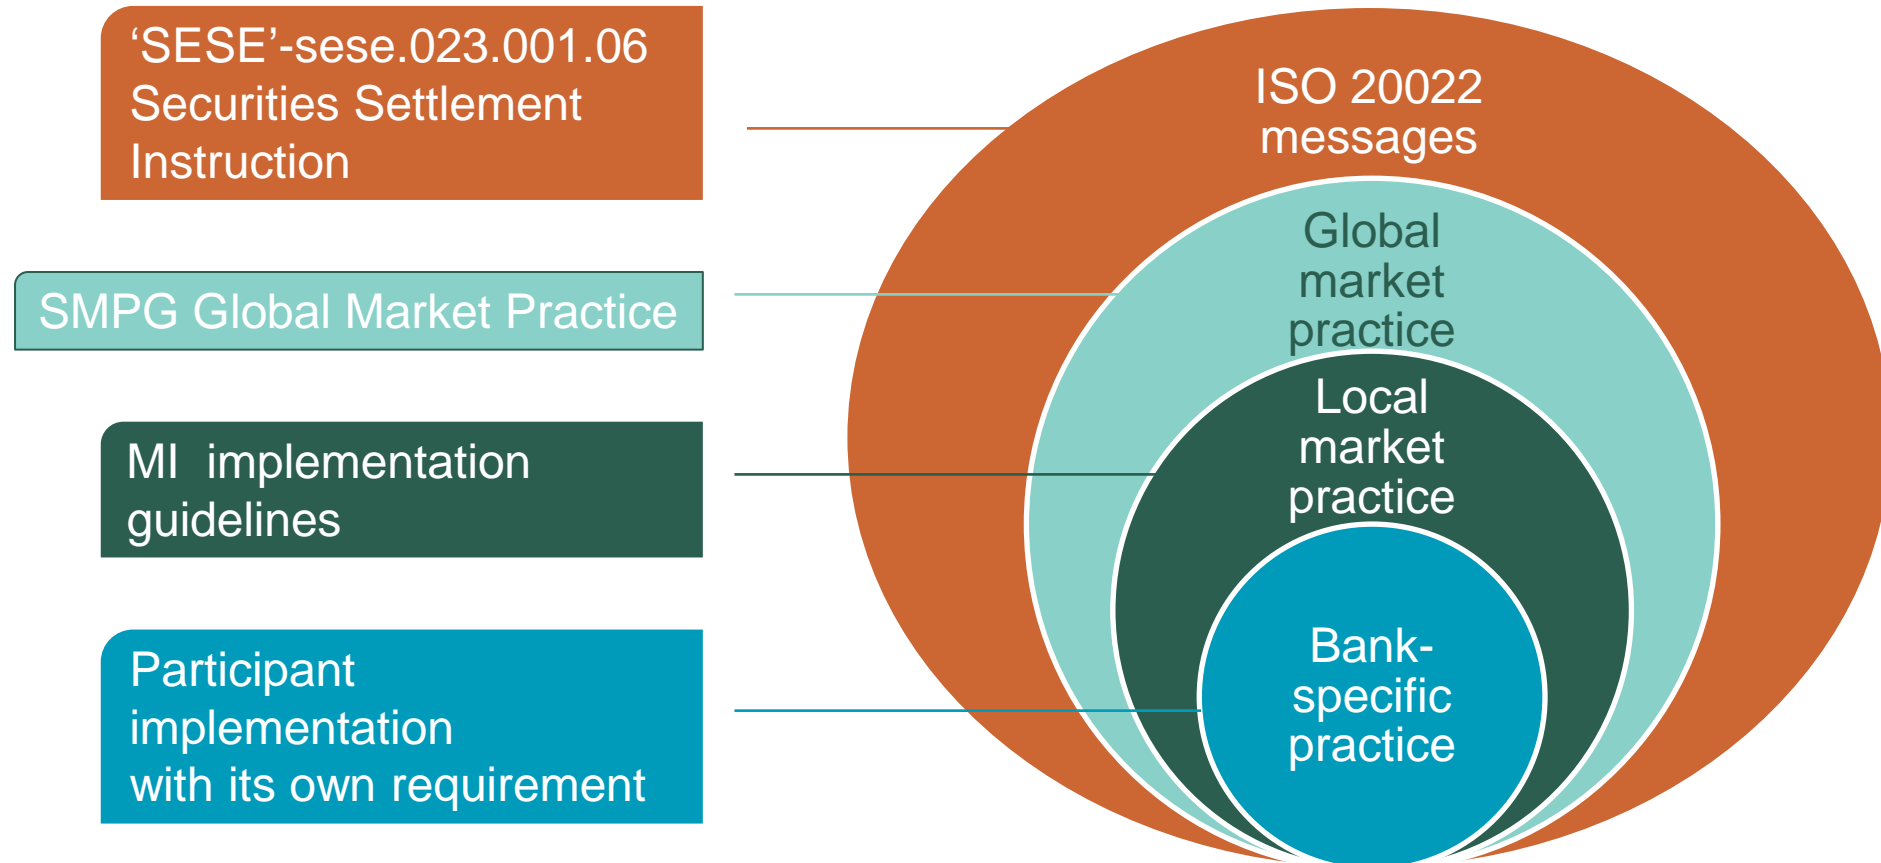 ‘SESE’-sese.023.001.06
Securities Settlement
Instruction
SMPG Global Market Practice
MI  implementation
guidelines
Participant
implementation
with its own requirement
ISO 20022
messages
Global
market
practice
Local
market
practice
Bank-
specific
practice